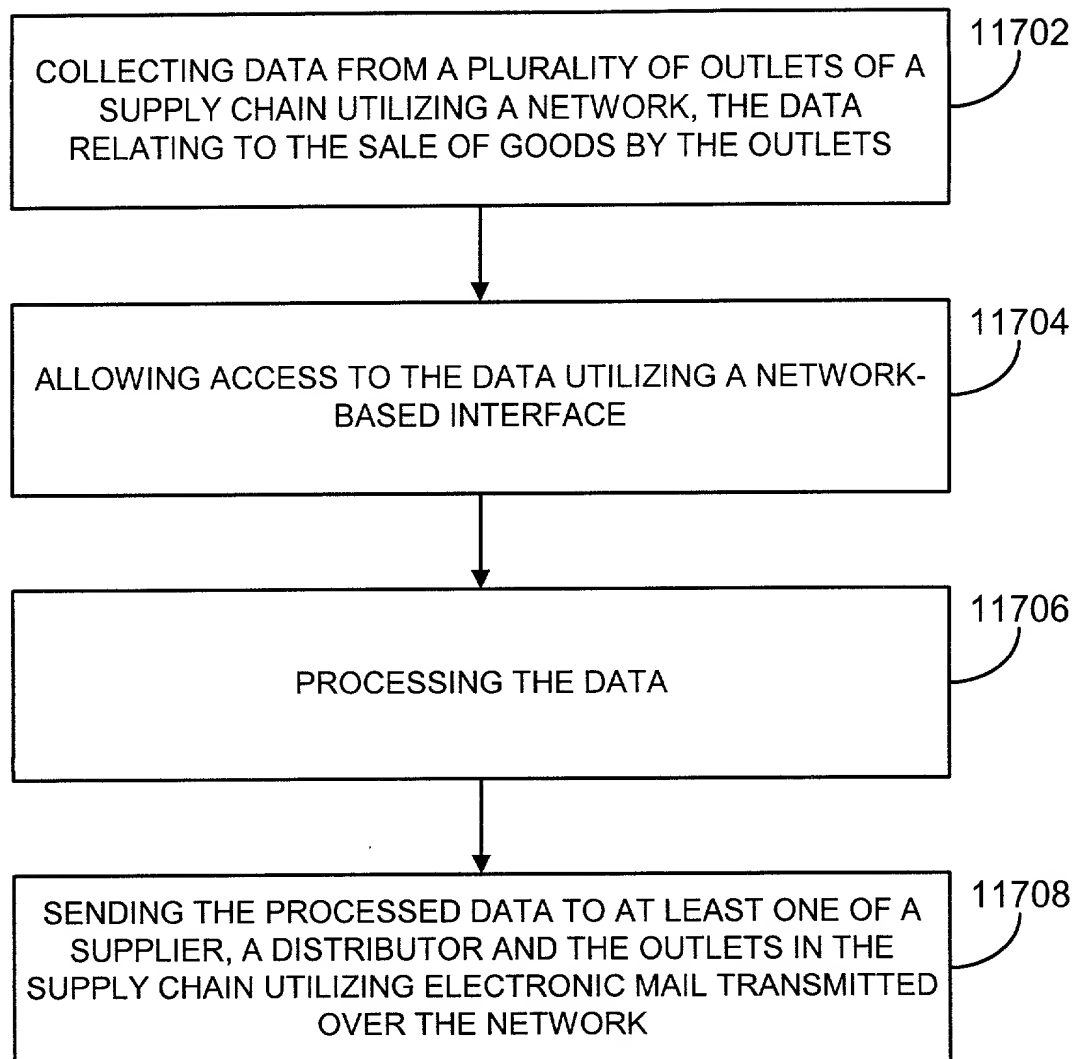 11702
COLLECTING DATA FROM A PLURALITY OF OUTLETS OF A
SUPPLY CHAIN UTILIZING A NETWORK, THE DATA
RELATING TO THE SALE OF GOODS BY THE OUTLETS
11704
ALLOWING ACCESS TO THE DATA UTILIZING A NETWORK-
BASED INTERFACE
11706
PROCESSING THE DATA
11708
SENDING THE PROCESSED DATA TO AT LEAST ONE OF A
SUPPLIER, A DISTRIBUTOR AND THE OUTLETS IN THE
SUPPLY CHAIN UTILIZING ELECTRONIC MAIL TRANSMITTED
OVER THE NETWORK